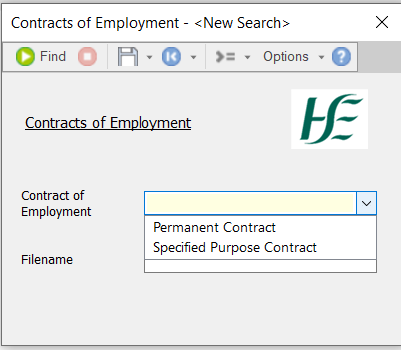 Contracts of Employment - <New Search>
Find
Options
Contracts of Employment
HSE
Contract of
Employment
Permanent Contract
Specified Purpose Contract
Filename